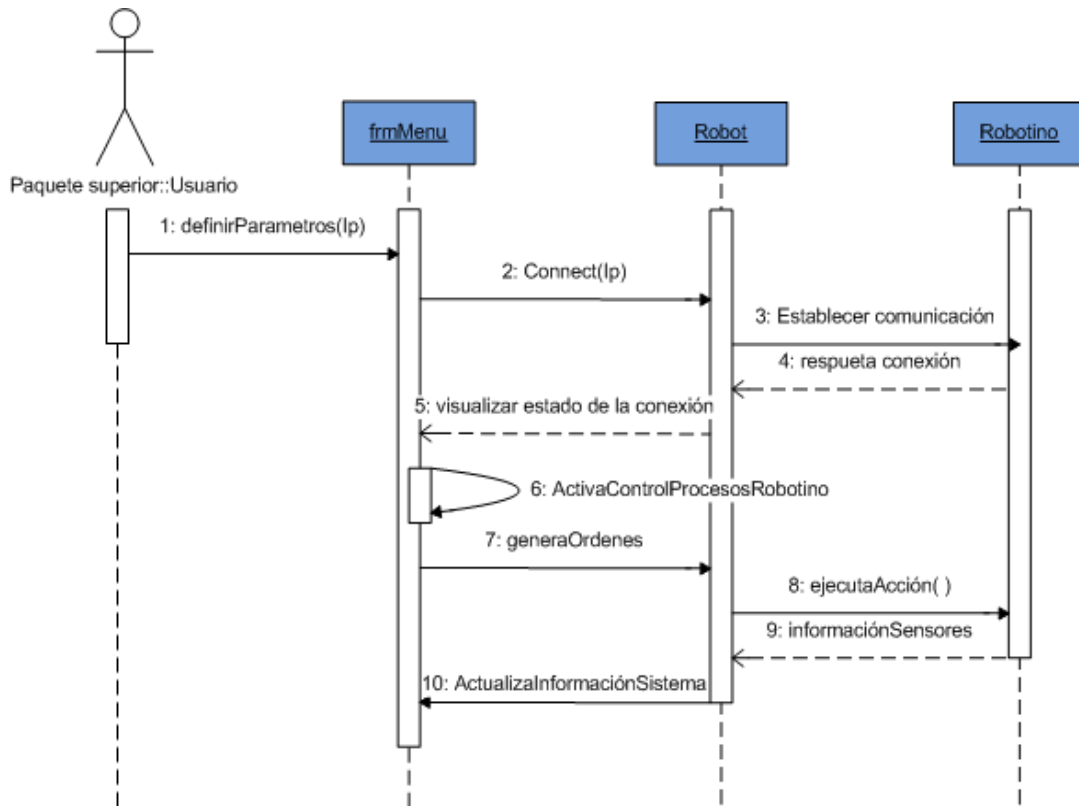 frmMenu
Robot
Robotino
Paquete superior::Usuario
1: definirParametros(Ip)
2: Connect(Ip)
3: Establecer comunicación
4: respueta conexión
5: visualizar estado de la conexión
6: ActivaControlProcesosRobotino
7: generaOrdenes
8: ejecutaAcción( )
9: informaciónSensores
10: ActualizaInformaciónSistema